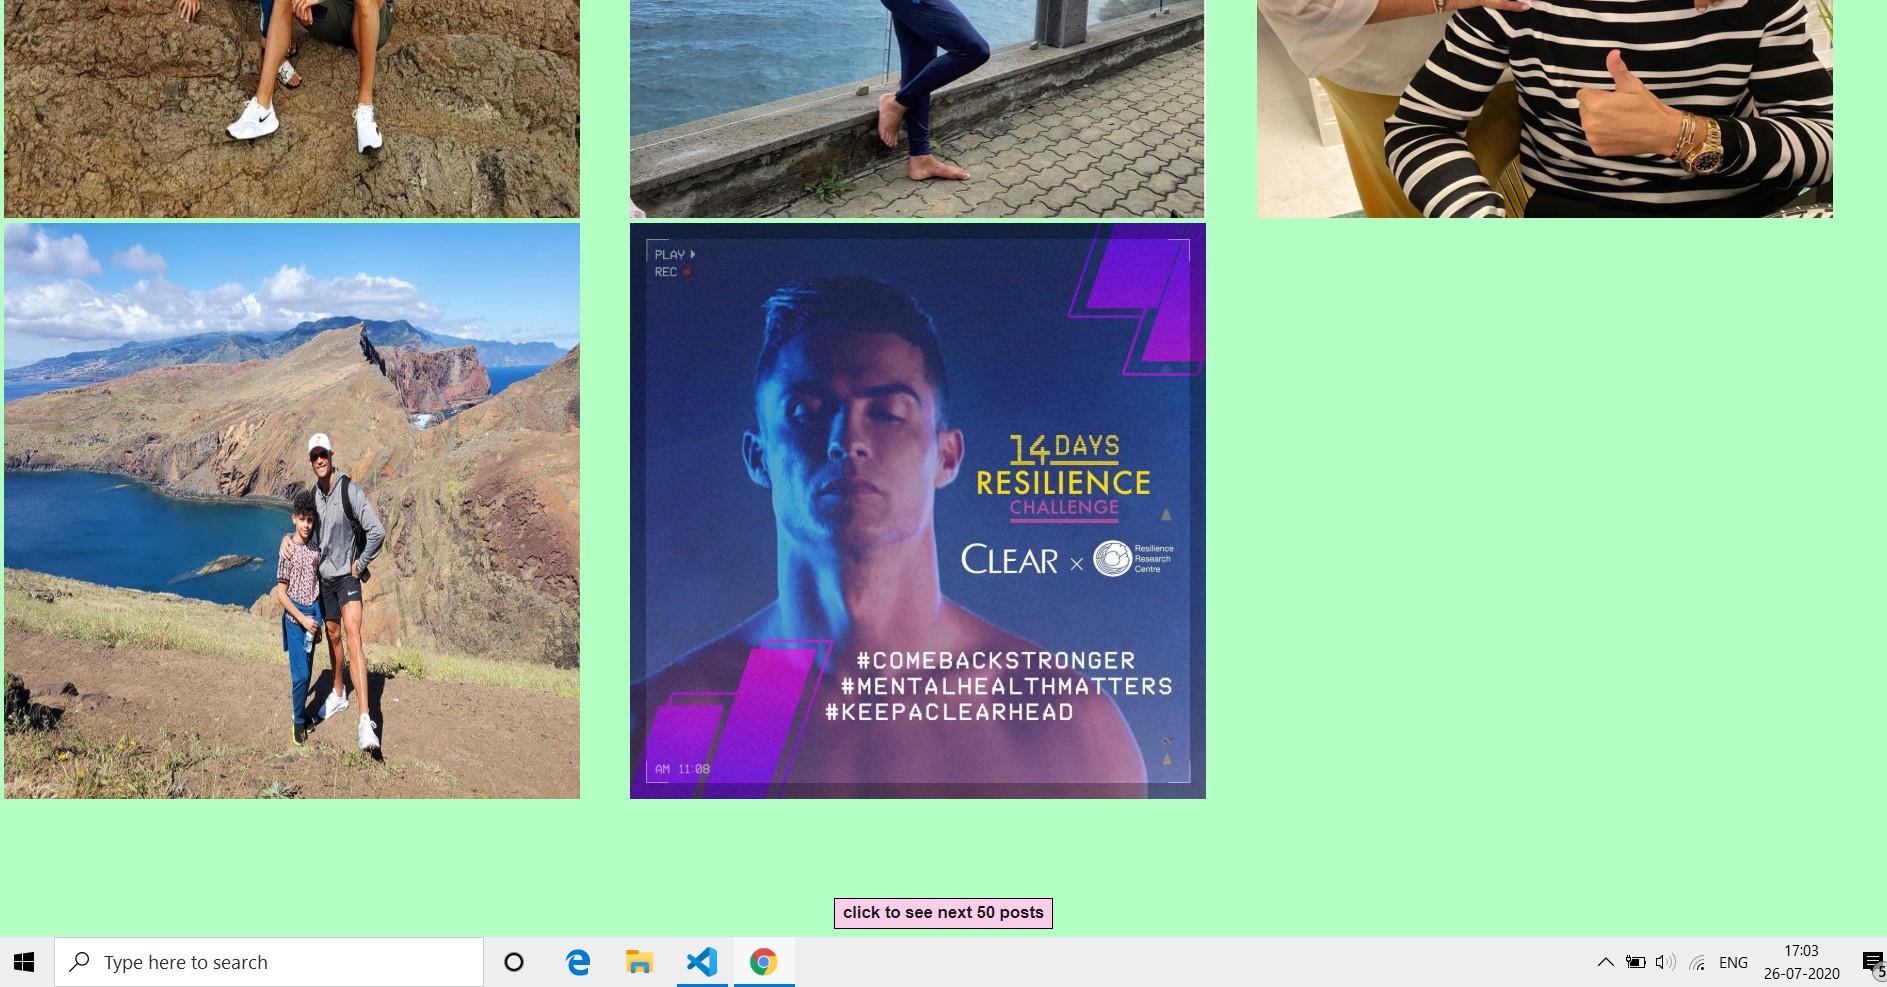 PLAY
REC
14 DAYS
RESILIENCE
CHALLENGE
CLEAR × Resilience
Research
Centre
#COMEBACKSTRONGER
#MENTALHEALTHMATTERS
#KEEPACLEARHEAD
AM 11:08
click to see next 50 posts
Type here to search
ENG
17:03
26-07-2020
5